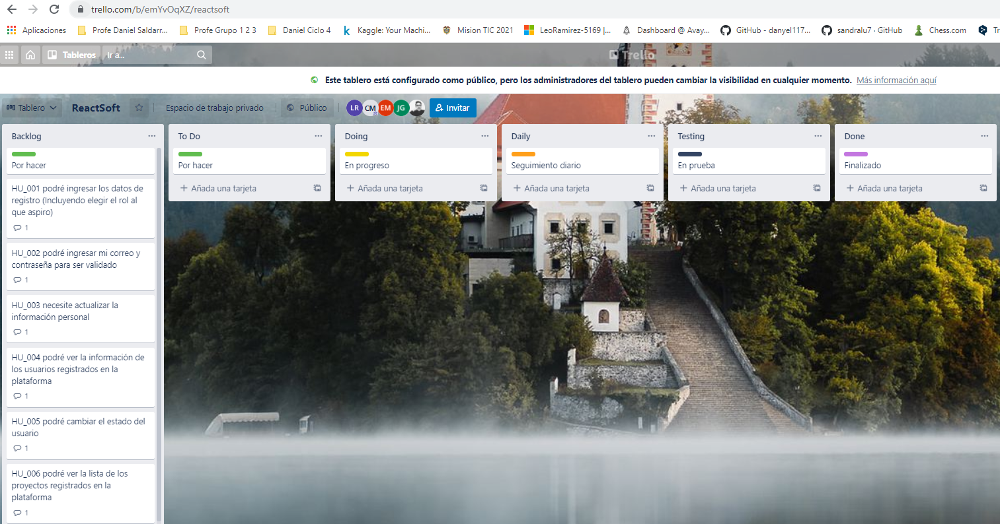 trello.com/b/emYvOqXZ/reactsoft
Aplicaciones
Profe Daniel Saldarr...
Profe Grupo 1 2 3
Daniel Ciclo 4
Kaggle: Your Machi...
Mision TIC 2021
LeoRamirez-5169 |...
Dashboard @ Avay...
GitHub - danyel117...
sandralu7 · GitHub
Chess.com
Tr
Tableros
Ir a...
Trello
Este tablero está configurado como público, pero los administradores del tablero pueden cambiar la visibilidad en cualquier momento. Más información aquí
Tablero
ReactSoft
Espacio de trabajo privado
Público
LR
CM
EM
JG
Invitar
Backlog
Por hacer
HU_001 podré ingresar los datos de
registro (Incluyendo elegir el rol al
que aspiro)
1
HU_002 podré ingresar mi correo y
contraseña para ser validado
1
HU_003 necesite actualizar la
información personal
1
HU_004 podré ver la información de
los usuarios registrados en la
plataforma
1
HU_005 podré cambiar el estado del
usuario
1
HU_006 podré ver la lista de los
proyectos registrados en la
plataforma
1
To Do
Por hacer
+ Añada una tarjeta
Doing
En progreso
+ Añada una tarjeta
Daily
Seguimiento diario
+ Añada una tarjeta
Testing
En prueba
+ Añada una tarjeta
Done
Finalizado
+ Añada una tarjeta